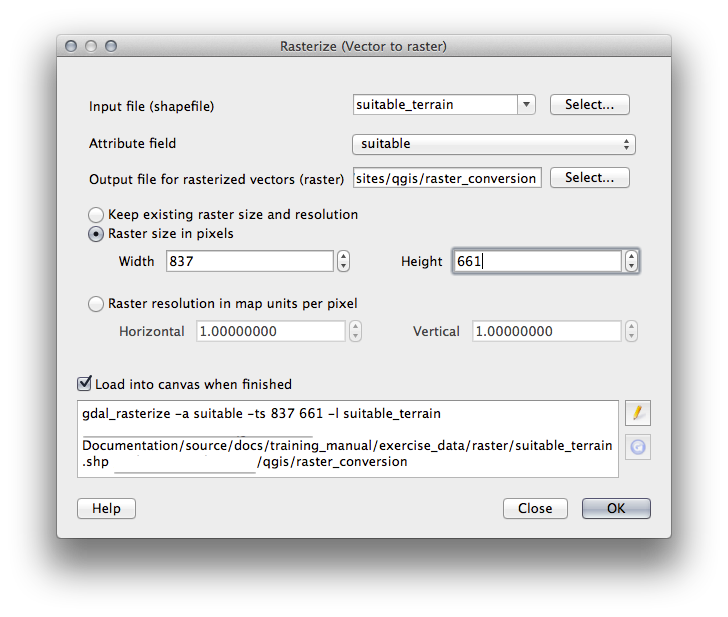 Rasterize (Vector to raster)
Input file (shapefile) suitable_terrain Select...
Attribute field suitable
Output file for rasterized vectors (raster) /sites/qgis/raster_conversion Select...
Keep existing raster size and resolution
Raster size in pixels
Width 837 Height 661
Raster resolution in map units per pixel
Horizontal 1.00000000 Vertical 1.00000000
Load into canvas when finished
gdal_rasterize -a suitable -ts 837 661 -l suitable_terrain
Documentation/source/docs/training_manual/exercise_data/raster/suitable_terrain
.shp /qgis/raster_conversion
Help Close OK